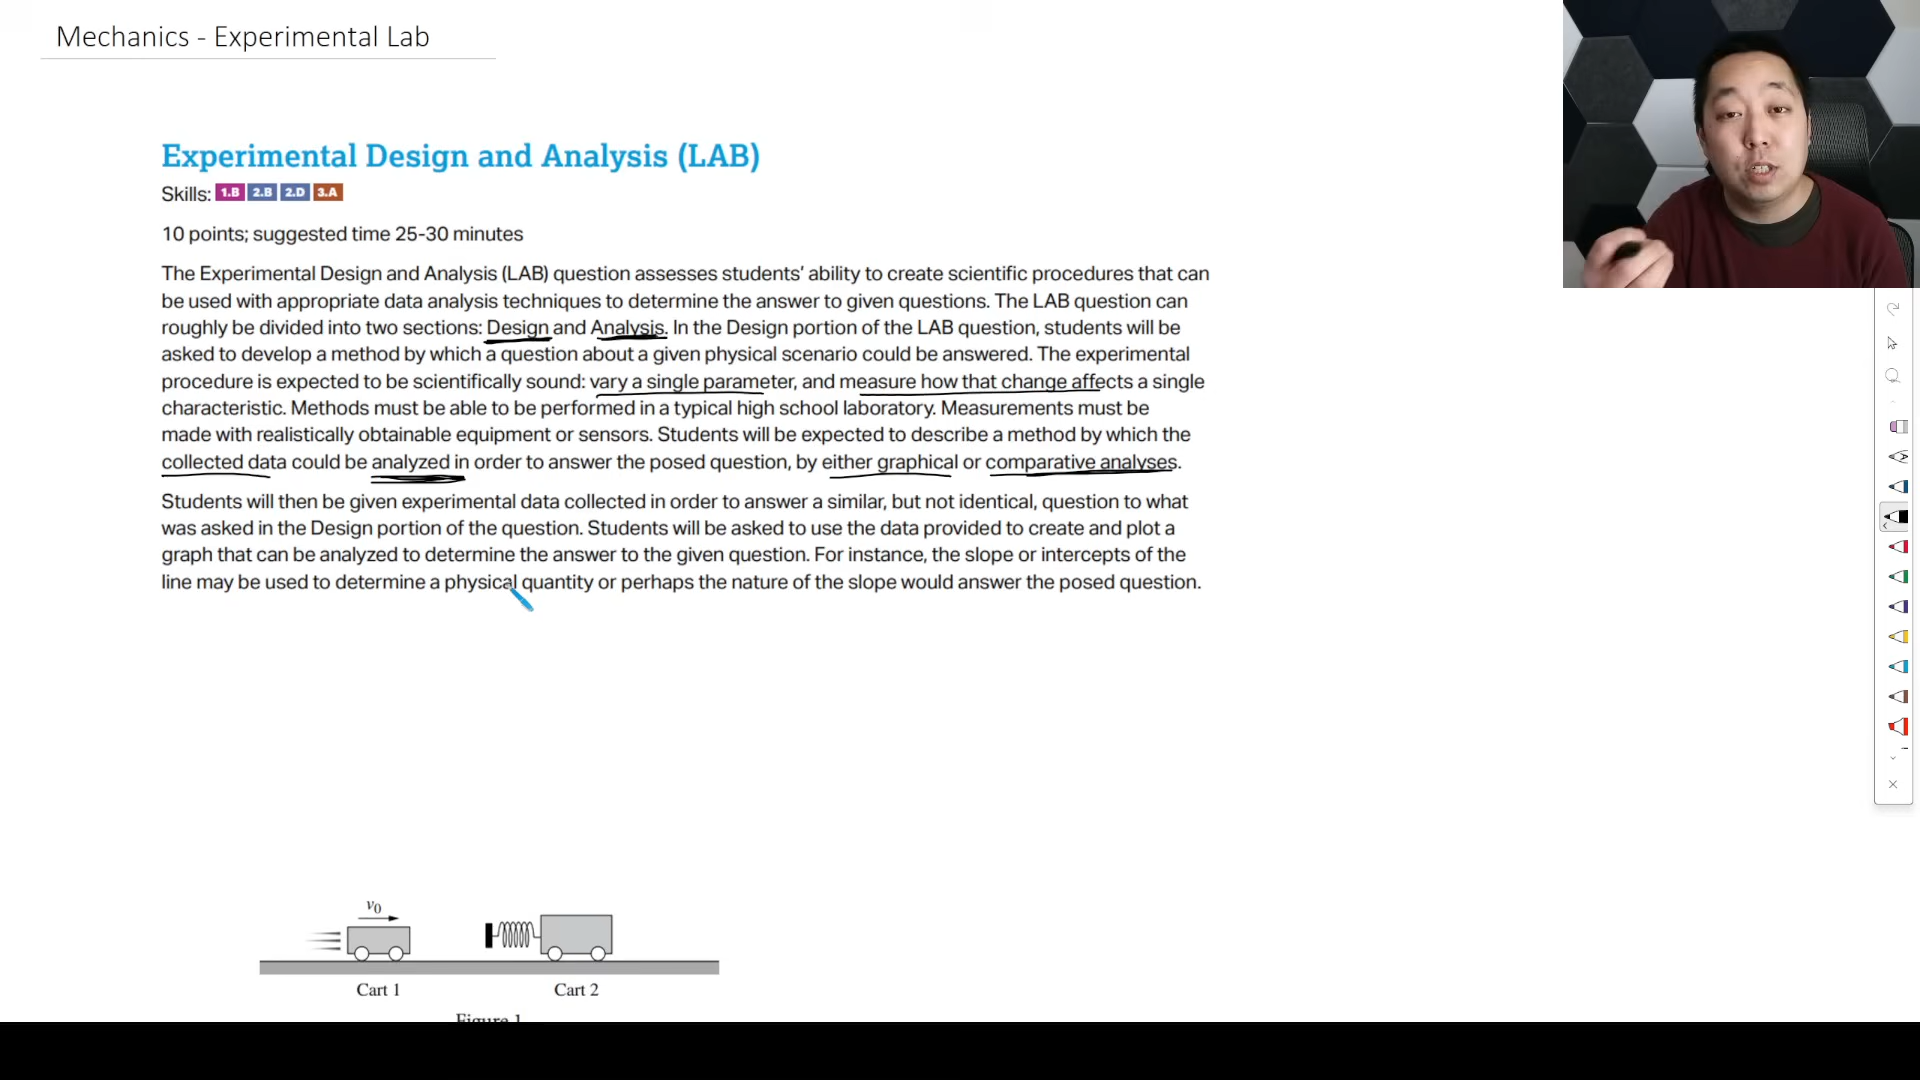 Mechanics - Experimental Lab
Experimental Design and Analysis (LAB)
Skills: 1.B 2.B 2.D 3.A
10 points; suggested time 25-30 minutes
The Experimental Design and Analysis (LAB) question assesses students' ability to create scientific procedures that can
be used with appropriate data analysis techniques to determine the answer to given questions. The LAB question can
roughly be divided into two sections: Design and Analysis. In the Design portion of the LAB question, students will be
asked to develop a method by which a question about a given physical scenario could be answered. The experimental
procedure is expected to be scientifically sound: vary a single parameter, and measure how that change affects a single
characteristic. Methods must be able to be performed in a typical high school laboratory. Measurements must be
made with realistically obtainable equipment or sensors. Students will be expected to describe a method by which the
collected data could be analyzed in order to answer the posed question, by either graphical or comparative analyses.
Students will then be given experimental data collected in order to answer a similar, but not identical, question to what
was asked in the Design portion of the question. Students will be asked to use the data provided to create and plot a
graph that can be analyzed to determine the answer to the given question. For instance, the slope or intercepts of the
line may be used to determine a physical quantity or perhaps the nature of the slope would answer the posed question.
v0
Cart 1 Cart 2
Figure 1